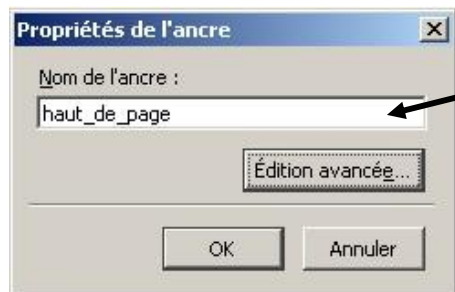 Propriétés de l'ancre
Nom de l'ancre :
haut_de_page
Édition avancée...
OK
Annuler